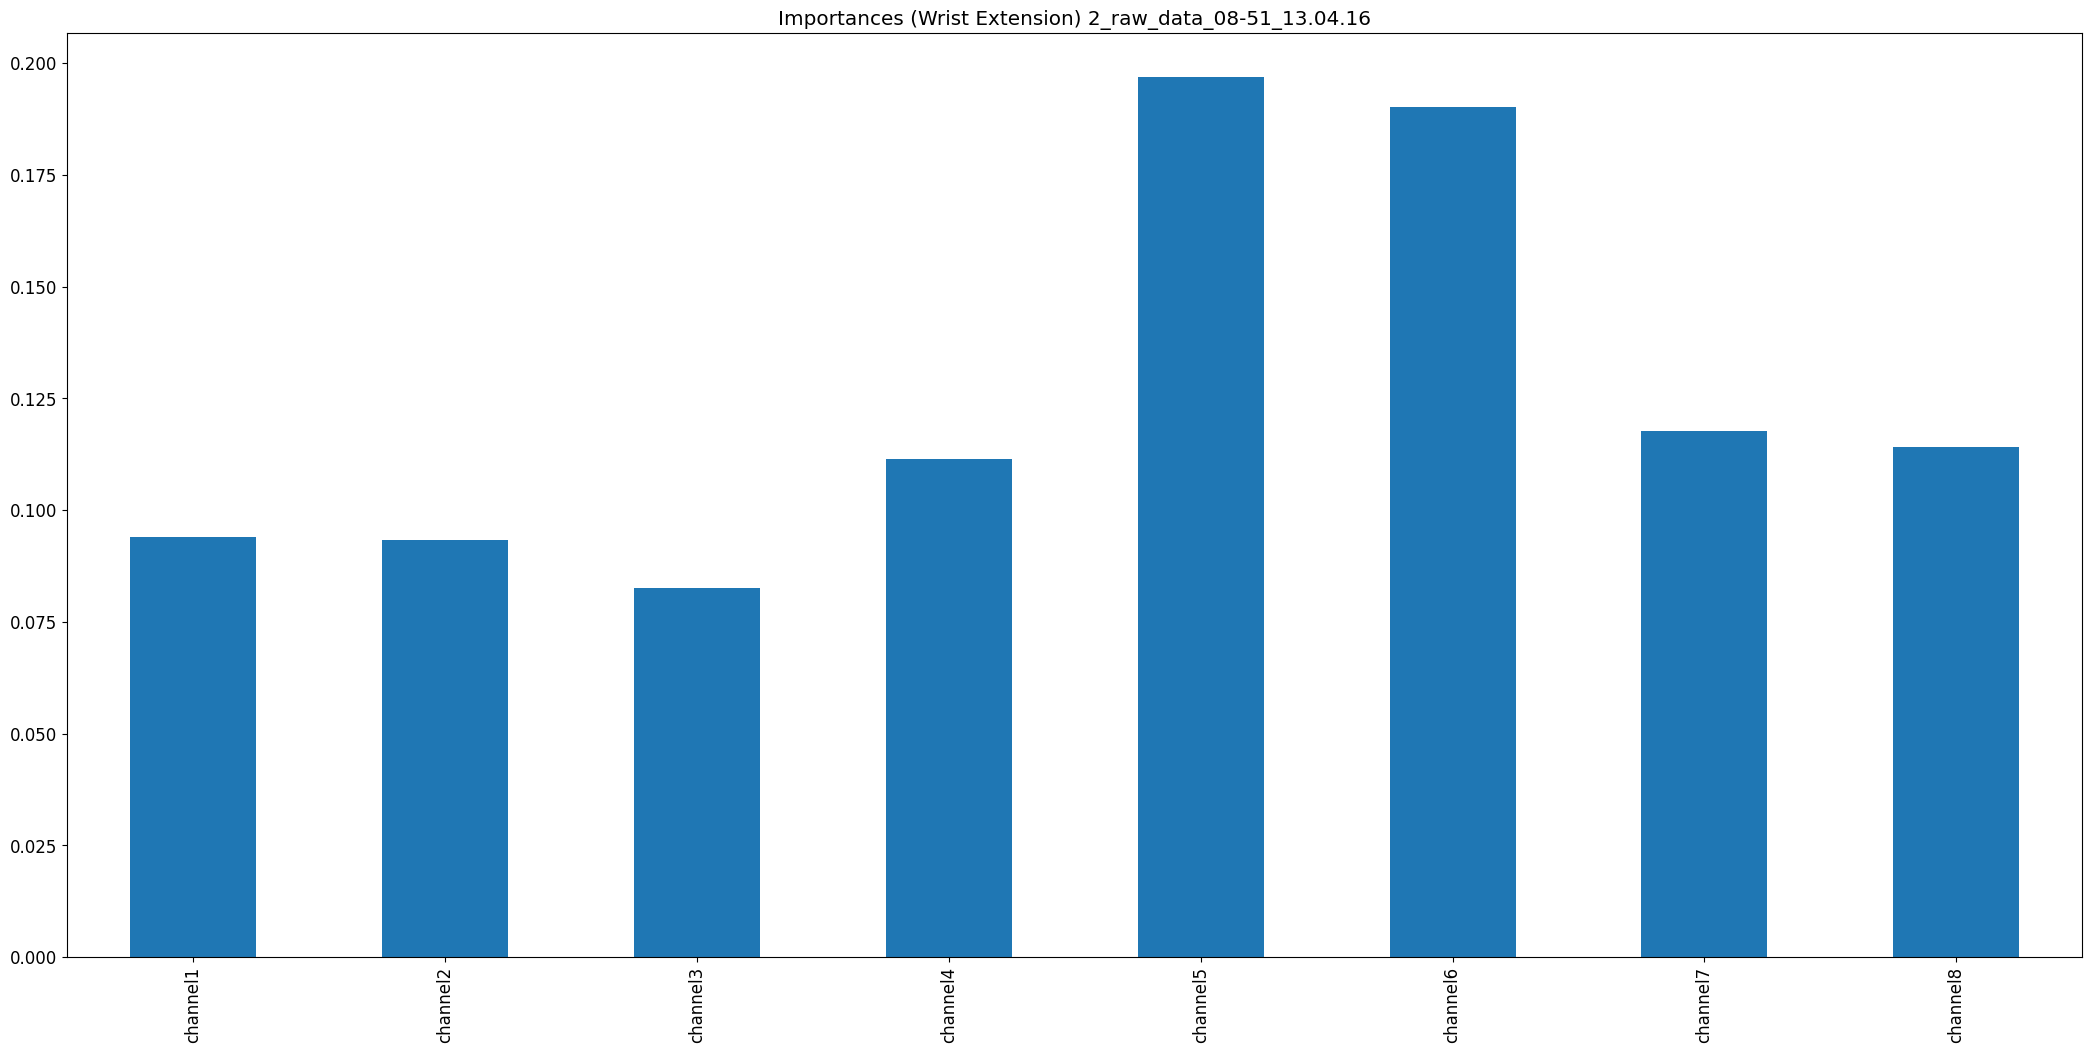 Importances (Wrist Extension) 2_raw_data_08-51_13.04.16
0.200
0.175
0.150
0.125
0.100
0.075
0.050
0.025
0.000
channel1
channel2
channel3
channel4
channel5
channel6
channel7
channel8